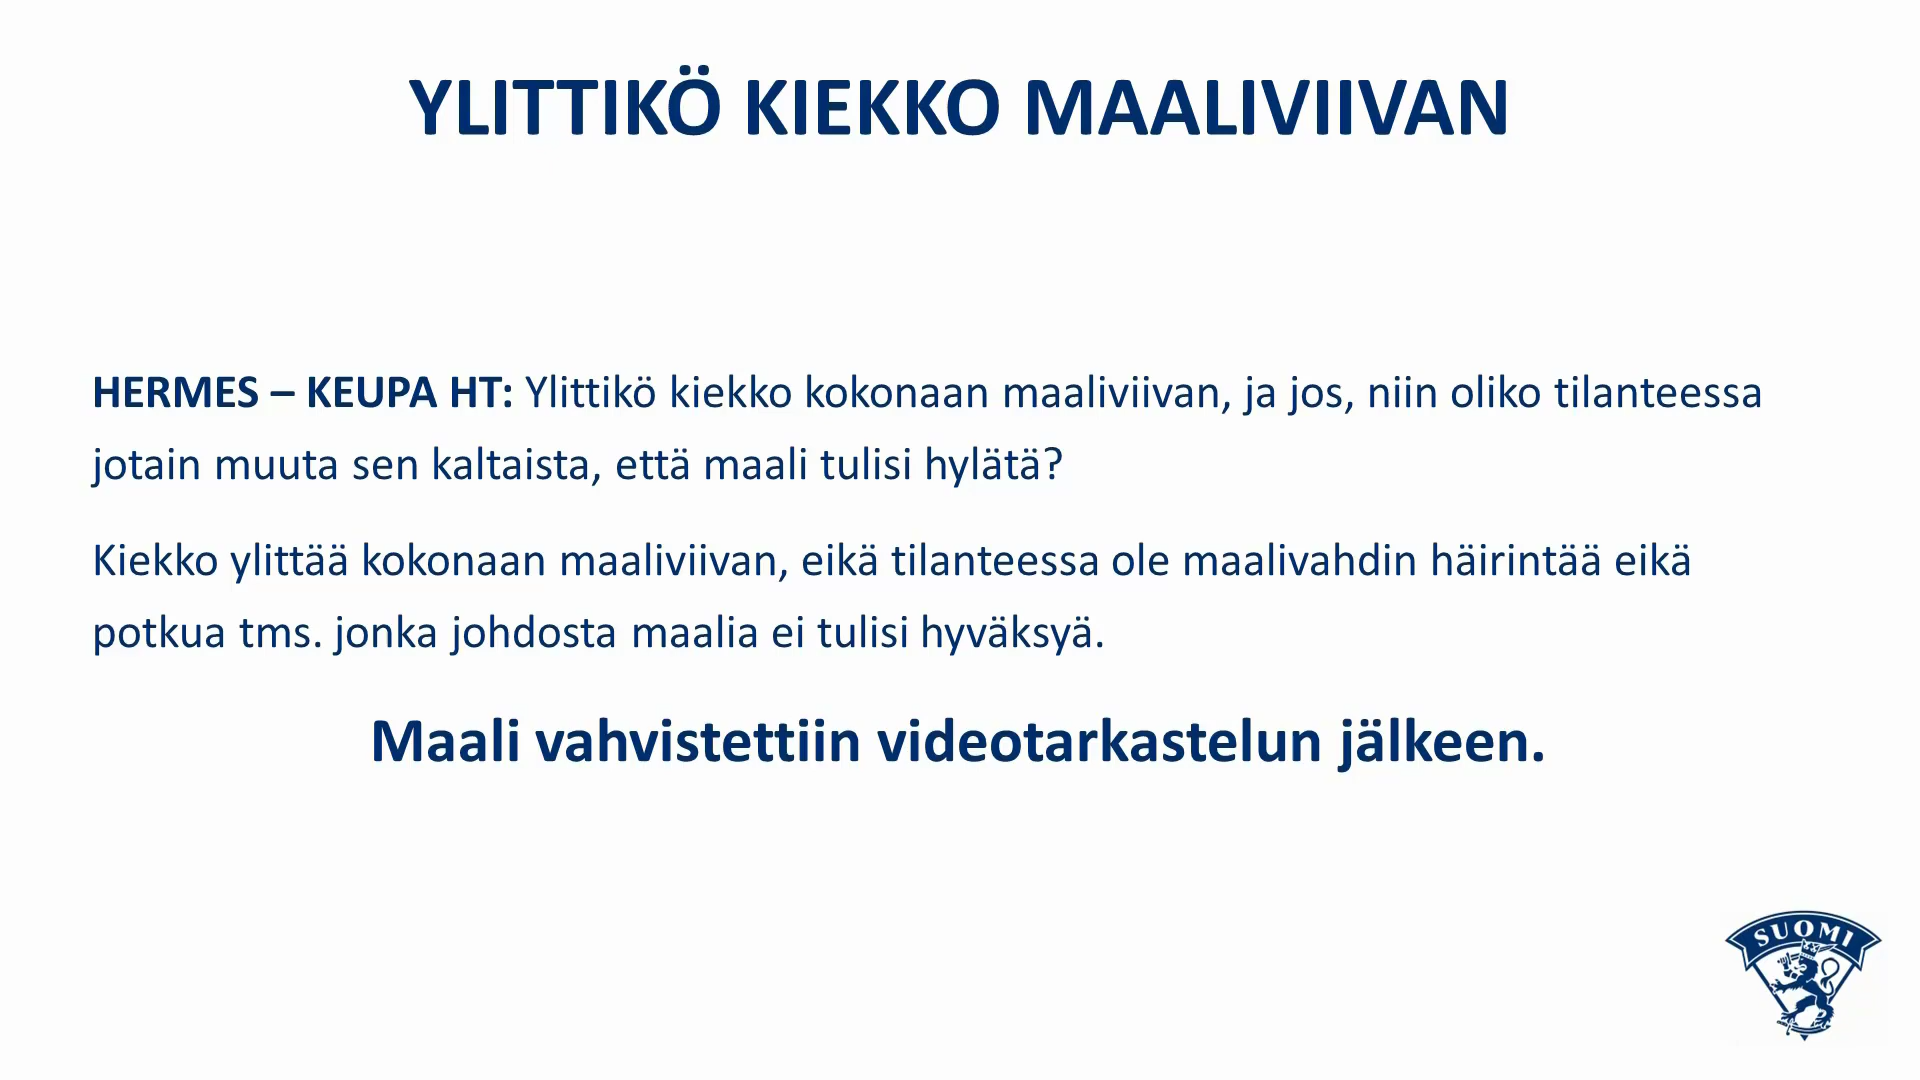 YLITTIKÖ KIEKKO MAALIVIIVAN
HERMES – KEUPA HT: Ylittikö kiekko kokonaan maaliviivan, ja jos, niin oliko tilanteessa
jotain muuta sen kaltaista, että maali tulisi hylätä?
Kiekko ylittää kokonaan maaliviivan, eikä tilanteessa ole maalivahdin häirintää eikä
potkua tms. jonka johdosta maalia ei tulisi hyväksyä.
Maali vahvistettiin videotarkastelun jälkeen.
SUOMI